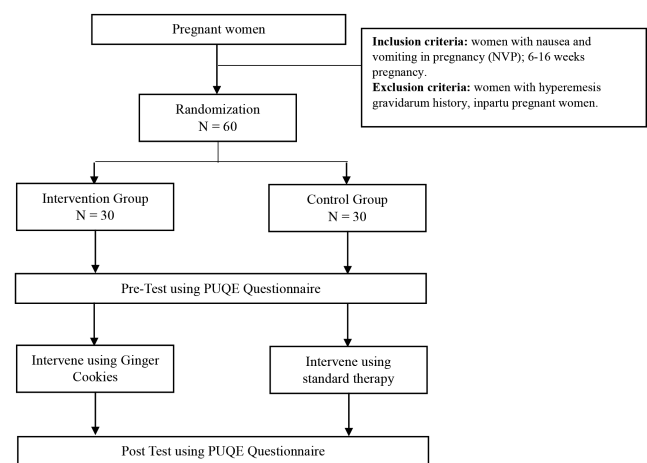 Pregnant women
Inclusion criteria: women with nausea and
vomiting in pregnancy (NVP); 6-16 weeks
pregnancy.
Exclusion criteria: women with hyperemesis
gravidarum history, inpartu pregnant women.
Randomization
N = 60
Intervention Group
N = 30
Control Group
N = 30
Pre-Test using PUQE Questionnaire
Intervene using Ginger
Cookies
Intervene using
standard therapy
Post Test using PUQE Questionnaire